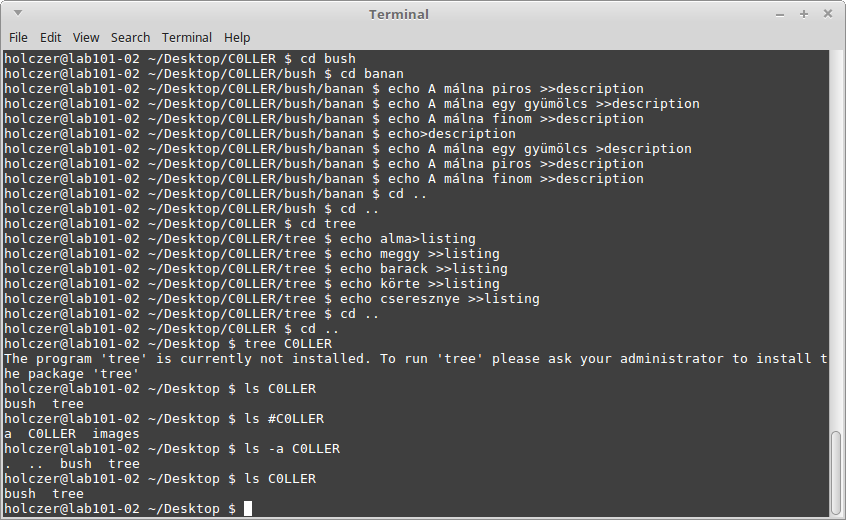 Terminal
File Edit View Search Terminal Help
holczer@lab101-02 ~/Desktop/C0LLER $ cd bush
holczer@lab101-02 ~/Desktop/C0LLER/bush $ cd banan
holczer@lab101-02 ~/Desktop/C0LLER/bush/banan $ echo A málna piros >>description
holczer@lab101-02 ~/Desktop/C0LLER/bush/banan $ echo A málna egy gyümölcs >>description
holczer@lab101-02 ~/Desktop/C0LLER/bush/banan $ echo A málna finom >>description
holczer@lab101-02 ~/Desktop/C0LLER/bush/banan $ echo>description
holczer@lab101-02 ~/Desktop/C0LLER/bush/banan $ echo A málna egy gyümölcs >description
holczer@lab101-02 ~/Desktop/C0LLER/bush/banan $ echo A málna piros >>description
holczer@lab101-02 ~/Desktop/C0LLER/bush/banan $ echo A málna finom >>description
holczer@lab101-02 ~/Desktop/C0LLER/bush/banan $ cd ..
holczer@lab101-02 ~/Desktop/C0LLER/bush $ cd ..
holczer@lab101-02 ~/Desktop/C0LLER $ cd tree
holczer@lab101-02 ~/Desktop/C0LLER/tree $ echo alma>listing
holczer@lab101-02 ~/Desktop/C0LLER/tree $ echo meggy >>listing
holczer@lab101-02 ~/Desktop/C0LLER/tree $ echo barack >>listing
holczer@lab101-02 ~/Desktop/C0LLER/tree $ echo körte >>listing
holczer@lab101-02 ~/Desktop/C0LLER/tree $ echo cseresznye >>listing
holczer@lab101-02 ~/Desktop/C0LLER/tree $ cd ..
holczer@lab101-02 ~/Desktop/C0LLER $ cd ..
holczer@lab101-02 ~/Desktop $ tree C0LLER
The program 'tree' is currently not installed. To run 'tree' please ask your administrator to install t
he package 'tree'
holczer@lab101-02 ~/Desktop $ ls C0LLER
bush  tree
holczer@lab101-02 ~/Desktop $ ls #C0LLER
a  C0LLER  images
holczer@lab101-02 ~/Desktop $ ls -a C0LLER
.  ..  bush  tree
holczer@lab101-02 ~/Desktop $ ls C0LLER
bush  tree
holczer@lab101-02 ~/Desktop $